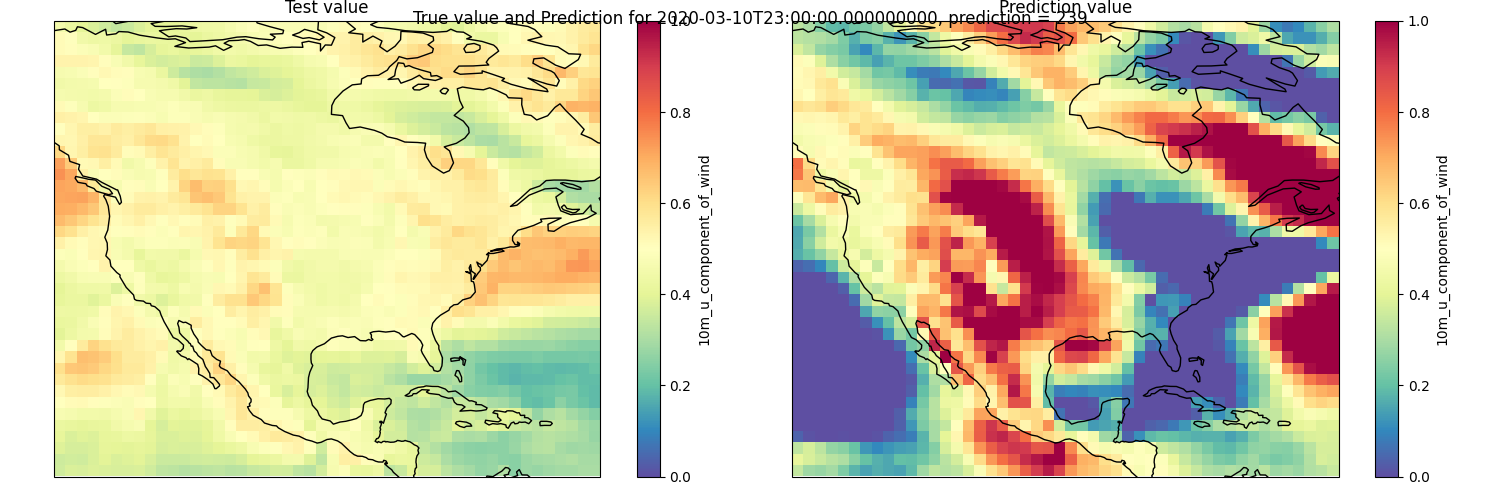 Test value
Prediction value
True value and Prediction for 2020-03-10T23:00:00.000000000, prediction = 239
1.0
0.8
0.6
0.4
0.2
0.0
10m_u_component_of_wind
1.0
0.8
0.6
0.4
0.2
0.0
10m_u_component_of_wind